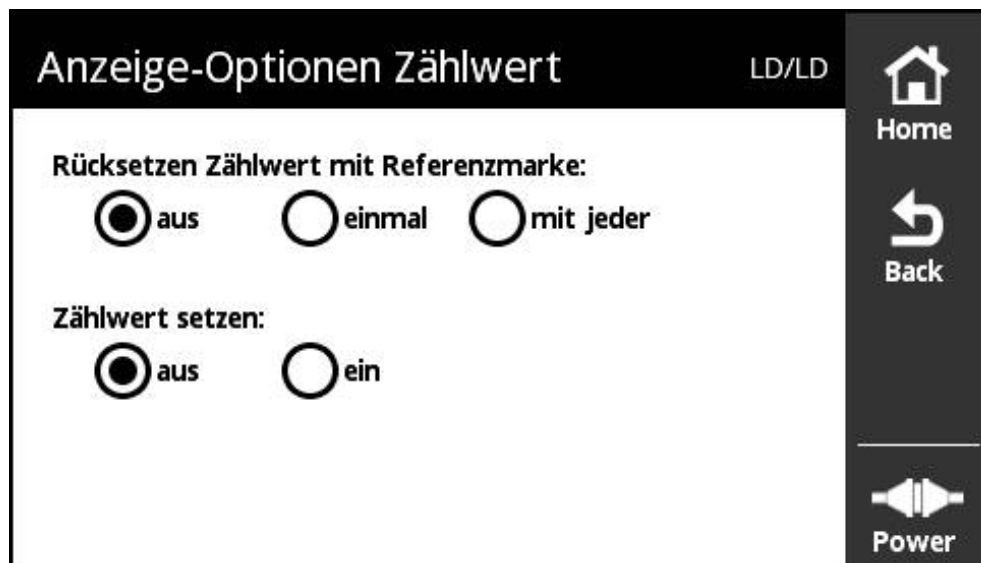 Anzeige-Optionen Zählwert LD/LD
Home
Rücksetzen Zählwert mit Referenzmarke:
aus einmal mit jeder
Back
Zählwert setzen:
aus ein
Power